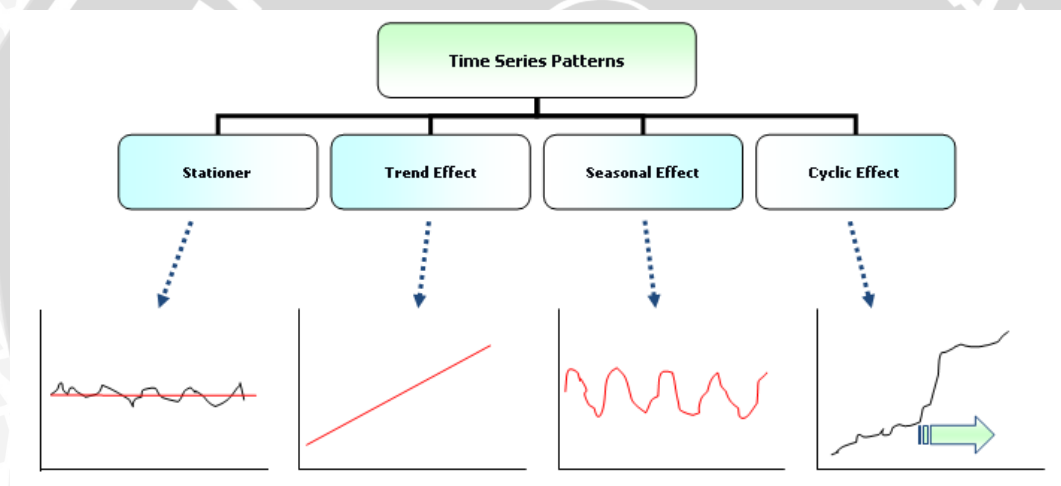 Time Series Patterns
Stationer
Trend Effect
Seasonal Effect
Cyclic Effect